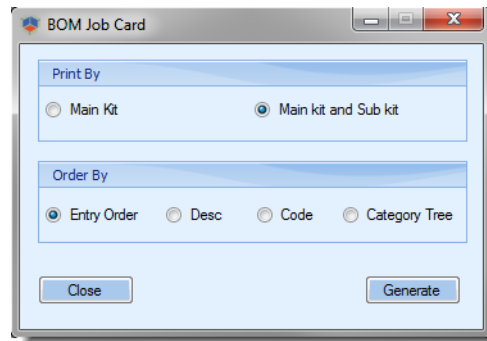 BOM Job Card
Print By
Main Kit Main kit and Sub kit
Order By
Entry Order Desc Code Category Tree
Close Generate